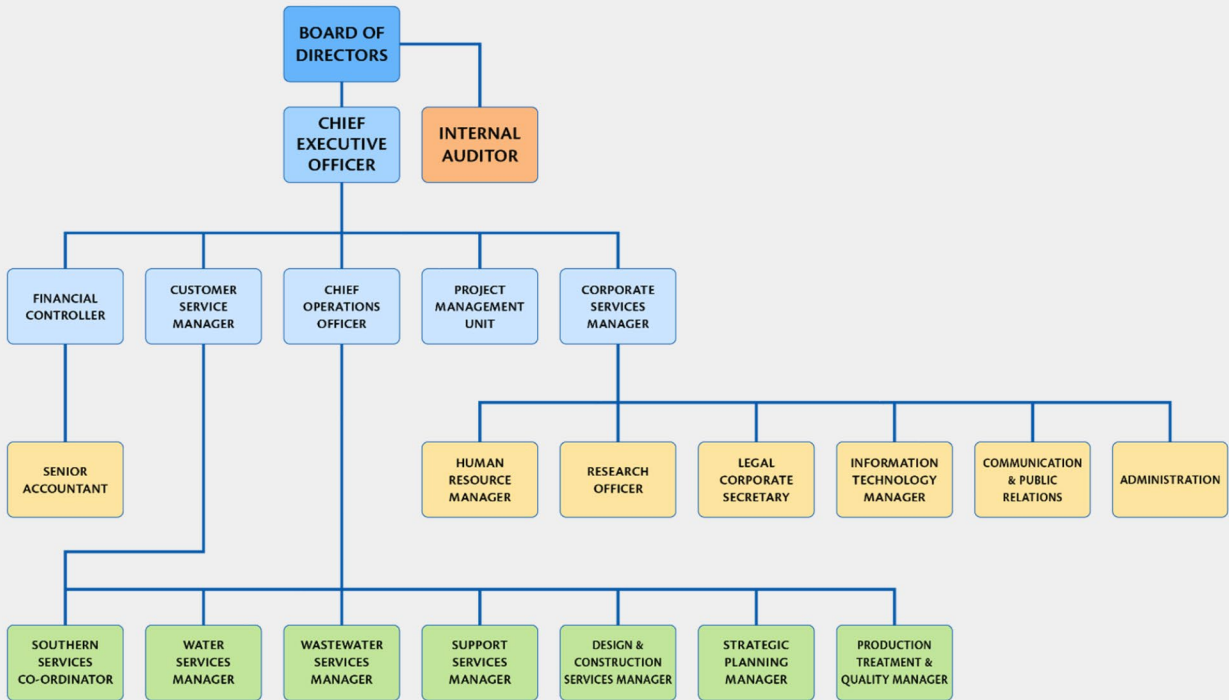 BOARD OF
DIRECTORS
CHIEF
EXECUTIVE
OFFICER
INTERNAL
AUDITOR
FINANCIAL
CONTROLLER
CUSTOMER
SERVICE
MANAGER
CHIEF
OPERATIONS
OFFICER
PROJECT
MANAGEMENT
UNIT
CORPORATE
SERVICES
MANAGER
SENIOR
ACCOUNTANT
HUMAN
RESOURCE
MANAGER
RESEARCH
OFFICER
LEGAL
CORPORATE
SECRETARY
INFORMATION
TECHNOLOGY
MANAGER
COMMUNICATION
& PUBLIC
RELATIONS
ADMINISTRATION
SOUTHERN
SERVICES
CO-ORDINATOR
WATER
SERVICES
MANAGER
WASTEWATER
SERVICES
MANAGER
SUPPORT
SERVICES
MANAGER
DESIGN &
CONSTRUCTION
SERVICES MANAGER
STRATEGIC
PLANNING
MANAGER
PRODUCTION
TREATMENT &
QUALITY MANAGER